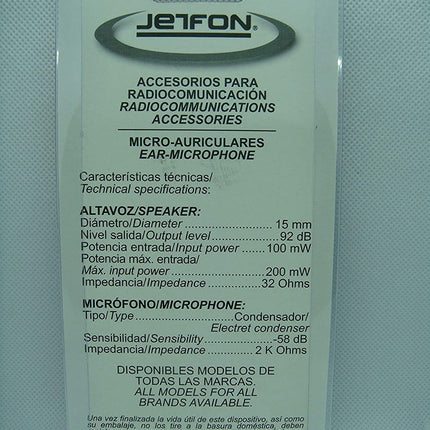 JETFON®
ACCESORIOS PARA
RADIOCOMUNICACIÓN
RADIOCOMMUNICATIONS
ACCESSORIES
MICRO-AURICULARES
EAR-MICROPHONE
Características técnicas/
Technical specifications:
ALTAVOZ/SPEAKER:
Diámetro/Diameter ........................... 15 mm
Nivel salida/Output level .................... 92 dB
Potencia entrada/Input power ...... 100 mW
Potencia máx. entrada/
Máx. input power ........................... 200 mW
Impedancia/Impedance ................. 32 Ohms
MICRÓFONO/MICROPHONE:
Tipo/Type ............................. Condensador/
Electret condenser
Sensibilidad/Sensibility ..................... -58 dB
Impedancia/Impedance ............... 2 K Ohms
DISPONIBLES MODELOS DE
TODAS LAS MARCAS.
ALL MODELS FOR ALL
BRANDS AVAILABLE.
Una vez finalizada la vida útil de este dispositivo, así como
su embalaje, no los tire a la basura doméstica, deben